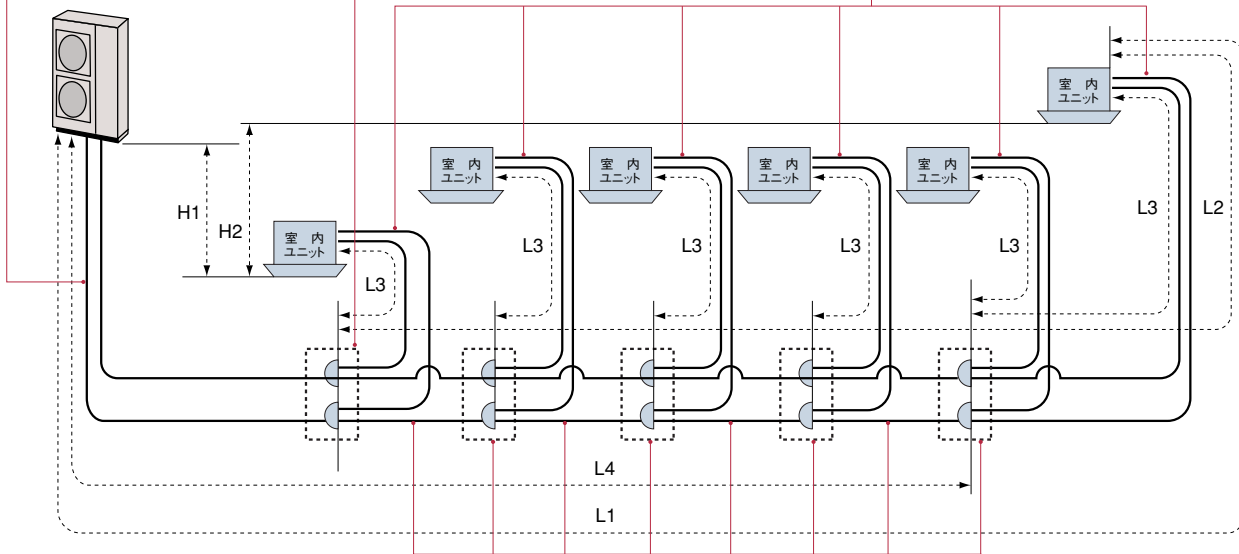 室 内
ユニット
室 内
ユニット
室 内
ユニット
室 内
ユニット
室 内
ユニット
H1
H2
室 内
ユニット
L3
L3
L3
L3
L3
L3
L2
L4
L1